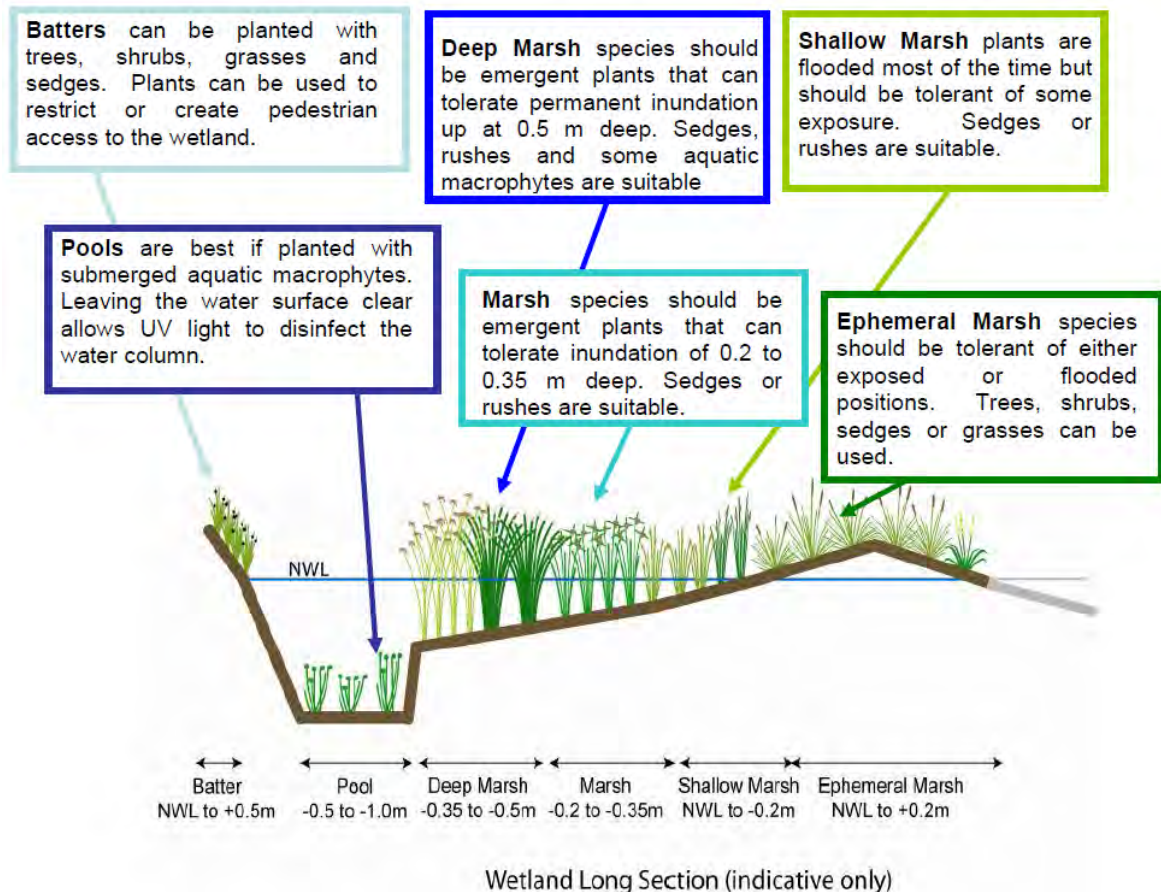 Batters can be planted with
trees, shrubs, grasses and
sedges. Plants can be used to
restrict or create pedestrian
access to the wetland.
Deep Marsh species should
be emergent plants that can
tolerate permanent inundation
up at 0.5 m deep. Sedges,
rushes and some aquatic
macrophytes are suitable
Shallow Marsh plants are
flooded most of the time but
should be tolerant of some
exposure. Sedges or
rushes are suitable.
Pools are best if planted with
submerged aquatic macrophytes.
Leaving the water surface clear
allows UV light to disinfect the
water column.
Marsh species should be
emergent plants that can
tolerate inundation of 0.2 to
0.35 m deep. Sedges or
rushes are suitable.
Ephemeral Marsh species
should be tolerant of either
exposed or flooded
positions. Trees, shrubs,
sedges or grasses can be
used.
NWL
Batter
NWL to +0.5m
Pool
-0.5 to -1.0m
Deep Marsh
-0.35 to -0.5m
Marsh
-0.2 to -0.35m
Shallow Marsh
NWL to -0.2m
Ephemeral Marsh
NWL to +0.2m
Wetland Long Section (indicative only)